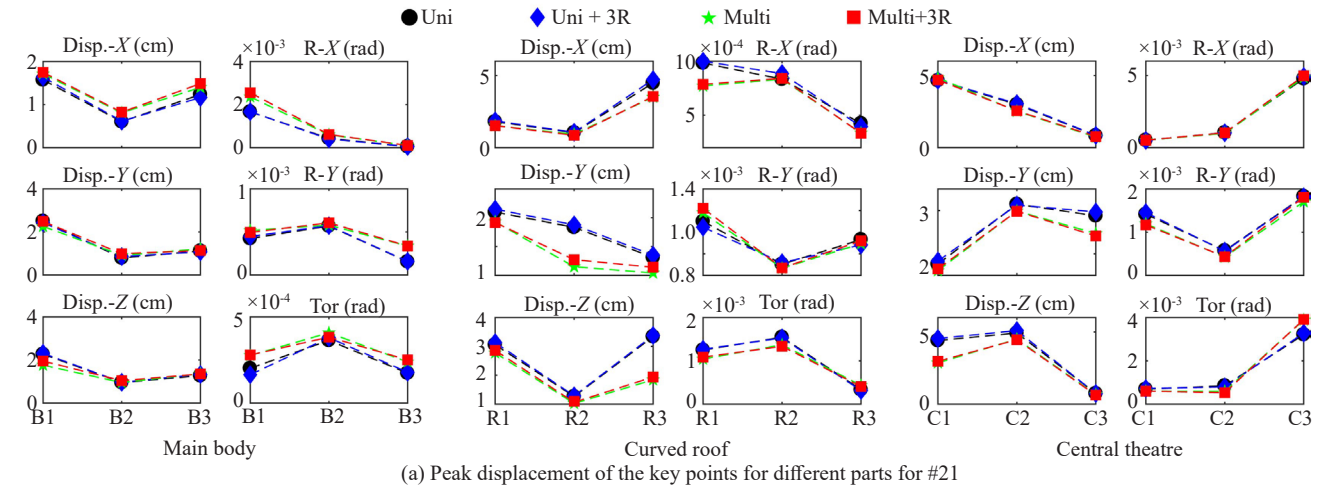 Uni Uni + 3R Multi Multi+3R
Disp.-X (cm) ×10⁻³ R-X (rad) Disp.-X (cm) ×10⁻⁴ R-X (rad) Disp.-X (cm) ×10⁻³ R-X (rad)
2 4 5 10 5 5
1 2 5
0 0 0 0 0
Disp.-Y (cm) ×10⁻³ R-Y (rad) Disp.-Y (cm) ×10⁻³ R-Y (rad) Disp.-Y (cm) ×10⁻³ R-Y (rad)
4 1 2 1.4 3 2
2 1.0 1
0 0 1 0.8 2 0
Disp.-Z (cm) ×10⁻⁴ Tor (rad) Disp.-Z (cm) ×10⁻³ Tor (rad) Disp.-Z (cm) ×10⁻³ Tor (rad)
4 5 4 2 5 4
2 3 1 2
0 0 2 0 0 0
1
B1 B2 B3 B1 B2 B3 R1 R2 R3 R1 R2 R3 C1 C2 C3 C1 C2 C3
Main body Curved roof Central theatre
(a) Peak displacement of the key points for different parts for #21